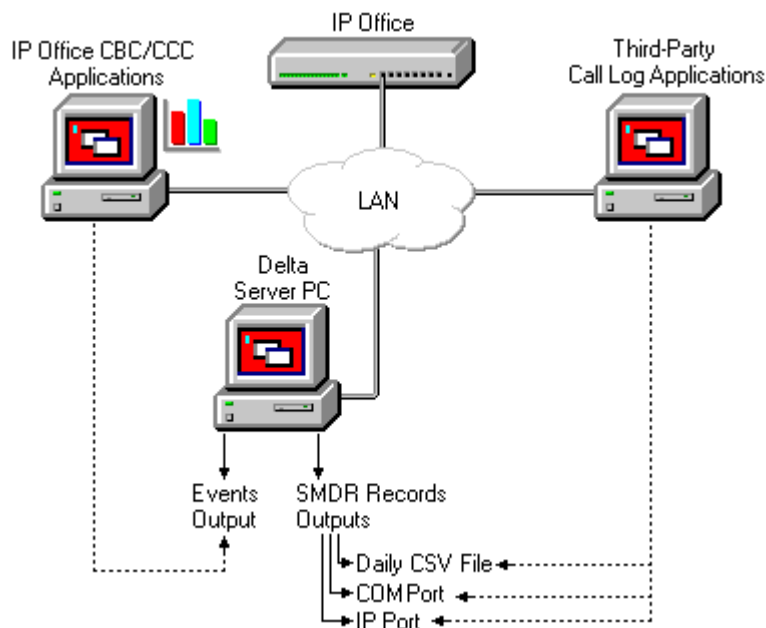 IP Office
IP Office CBC/CCC
Applications
Third-Party
Call Log Applications
LAN
Delta
Server PC
Events
Output
SMDR Records
Outputs
Daily CSV File
COM Port
IP Port